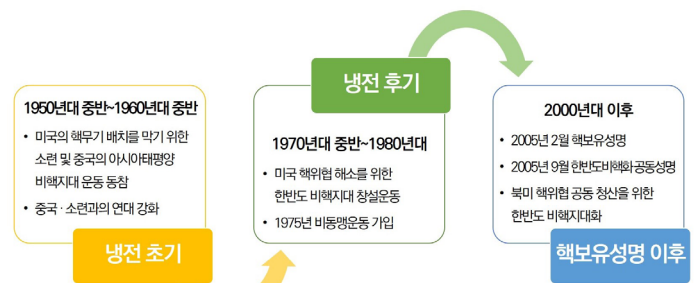 1950년대 중반~1960년대 중반
• 미국의 핵무기 배치를 막기 위한
소련 및 중국의 아시아태평양
비핵지대 운동 동참
• 중국·소련과의 연대 강화
냉전 초기
냉전 후기
1970년대 중반~1980년대
• 미국 핵위협 해소를 위한
한반도 비핵지대 창설운동
• 1975년 비동맹운동 가입
2000년대 이후
• 2005년 2월 핵보유성명
• 2005년 9월 한반도비핵화공동성명
• 북미 핵위협 공동 청산을 위한
한반도 비핵지대화
핵보유성명 이후